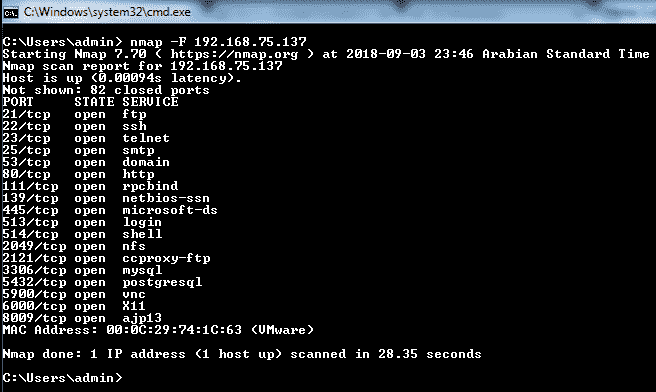 C:\Windows\system32\cmd.exe
C:\Users\admin> nmap -F 192.168.75.137
Starting Nmap 7.70 ( https://nmap.org ) at 2018-09-03 23:46 Arabian Standard Time
Nmap scan report for 192.168.75.137
Host is up (0.00094s latency).
Not shown: 82 closed ports
PORT STATE SERVICE
21/tcp open ftp
22/tcp open ssh
23/tcp open telnet
25/tcp open smtp
53/tcp open domain
80/tcp open http
111/tcp open rpcbind
139/tcp open netbios-ssn
445/tcp open microsoft-ds
513/tcp open login
514/tcp open shell
2049/tcp open nfs
2121/tcp open ccproxy-ftp
3306/tcp open mysql
5432/tcp open postgresql
5900/tcp open vnc
6000/tcp open X11
8009/tcp open ajp13
MAC Address: 00:0C:29:74:1C:63 (VMware)
Nmap done: 1 IP address (1 host up) scanned in 28.35 seconds
C:\Users\admin>